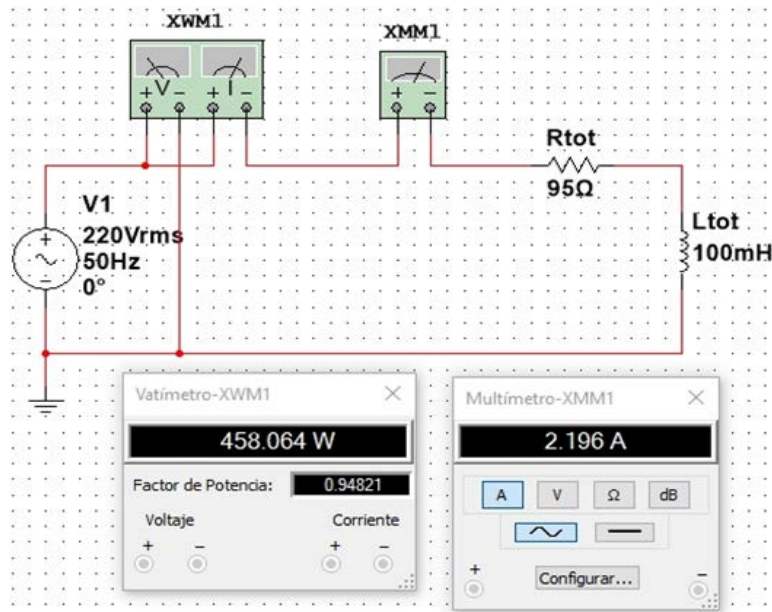 XWM1
XMM1
+ V − + I −
+ −
Rtot
95Ω
V1
220Vrms
50Hz
0°
Ltot
100mH
Vatímetro-XWM1
458.064 W
Factor de Potencia: 0.94821
Voltaje Corriente
+ − + −
Multímetro-XMM1
2.196 A
A V Ω dB
+ Configurar... −